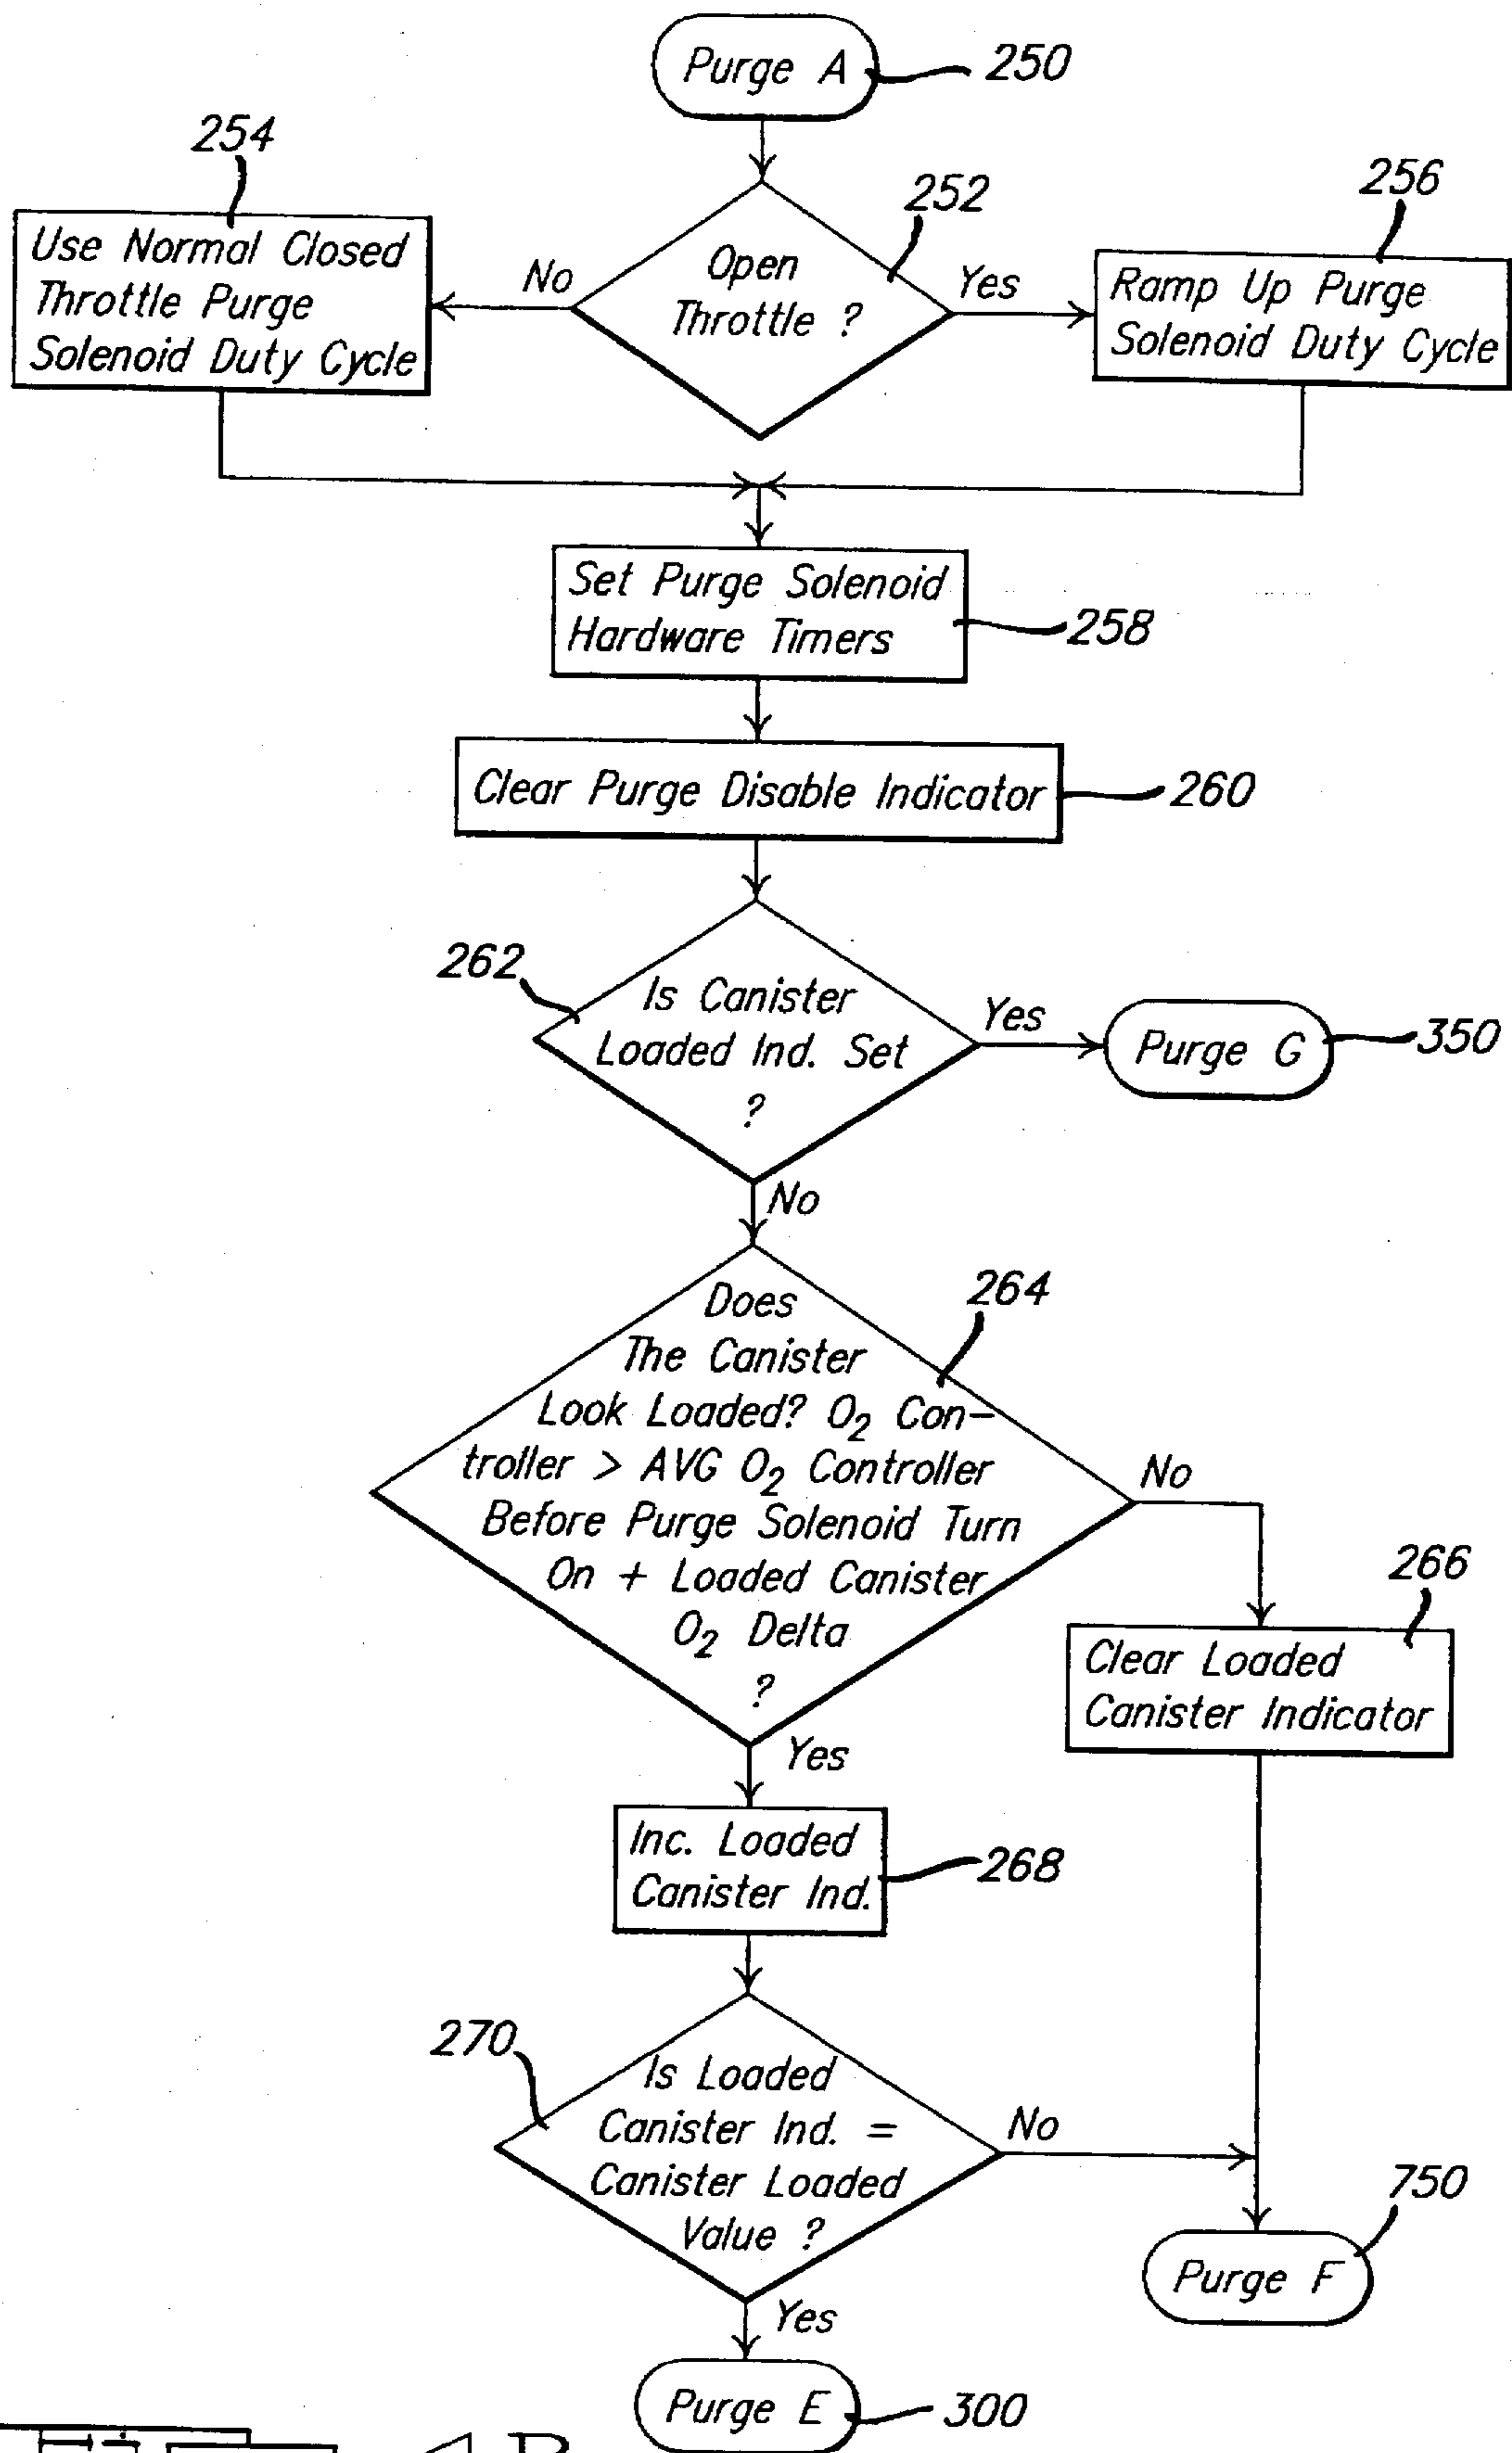 Purge A
250
254
252
256
Use Normal Closed
Throttle Purge
Solenoid Duty Cycle
No
Open
Throttle ?
Yes
Ramp Up Purge
Solenoid Duty Cycle
Set Purge Solenoid
Hardware Timers
258
Clear Purge Disable Indicator
260
262
Is Canister
Loaded Ind. Set
?
Yes
Purge G
350
No
264
Does
The Canister
Look Loaded? O₂ Con-
troller > AVG O₂ Controller
Before Purge Solenoid Turn
On + Loaded Canister
O₂ Delta
?
No
266
Clear Loaded
Canister Indicator
Yes
Inc. Loaded
Canister Ind.
268
270
Is Loaded
Canister Ind. =
Canister Loaded
Value ?
No
750
Purge F
Yes
Purge E
300